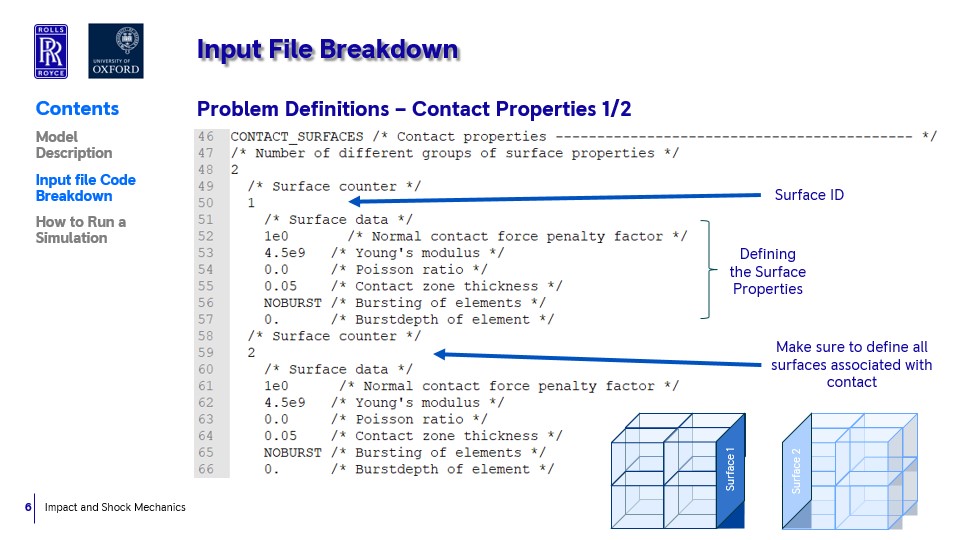 ROLLS
RR
ROYCE
UNIVERSITY OF
OXFORD
Input File Breakdown
Contents
Model
Description
Input file Code
Breakdown
How to Run a
Simulation
Problem Definitions – Contact Properties 1/2
46 CONTACT_SURFACES /* Contact properties ------------------------------------------- */
47 /* Number of different groups of surface properties */
48 2
49 /* Surface counter */
50 1
51 /* Surface data */
52 1e0 /* Normal contact force penalty factor */
53 4.5e9 /* Young's modulus */
54 0.0 /* Poisson ratio */
55 0.05 /* Contact zone thickness */
56 NOBURST /* Bursting of elements */
57 0. /* Burstdepth of element */
58 /* Surface counter */
59 2
60 /* Surface data */
61 1e0 /* Normal contact force penalty factor */
62 4.5e9 /* Young's modulus */
63 0.0 /* Poisson ratio */
64 0.05 /* Contact zone thickness */
65 NOBURST /* Bursting of elements */
66 0. /* Burstdepth of element */
Surface ID
Defining
the Surface
Properties
Make sure to define all
surfaces associated with
contact
Surface 1
Surface 2
6 Impact and Shock Mechanics